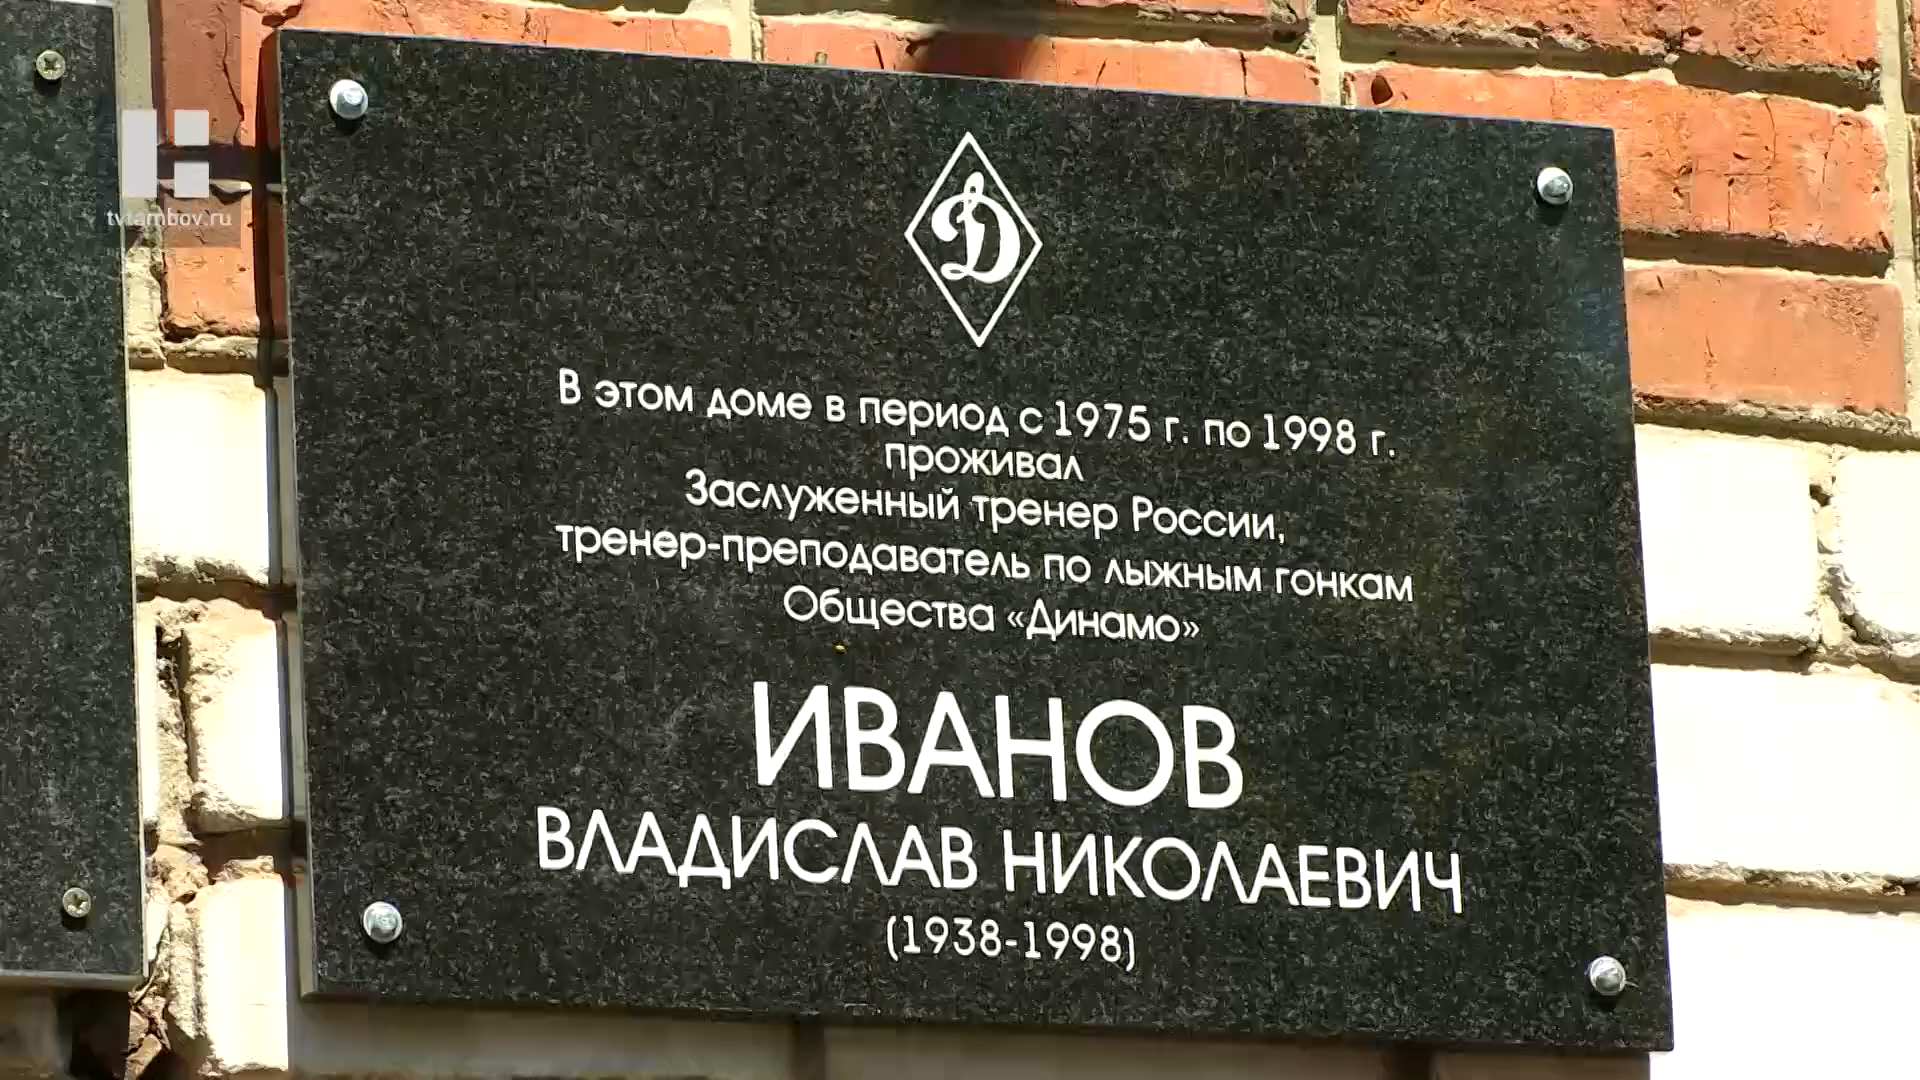 Н
tvtambov.ru
Д
В этом доме в период с 1975 г. по 1998 г.
проживал
Заслуженный тренер России,
тренер-преподаватель по лыжным гонкам
Общества «Динамо»
ИВАНОВ
ВЛАДИСЛАВ НИКОЛАЕВИЧ
(1938-1998)